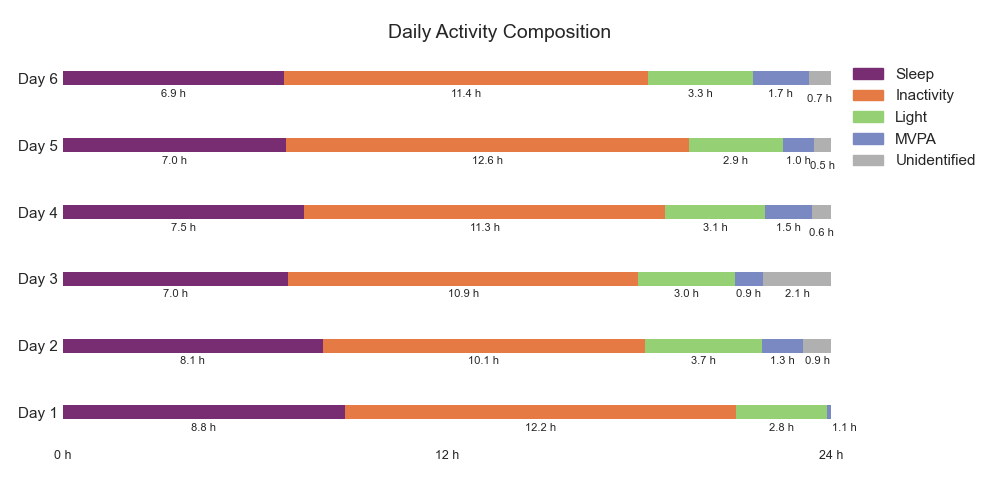 Daily Activity Composition
Day 6
6.9 h 11.4 h 3.3 h 1.7 h 0.7 h
Day 5
7.0 h 12.6 h 2.9 h 1.0 h 0.5 h
Day 4
7.5 h 11.3 h 3.1 h 1.5 h 0.6 h
Day 3
7.0 h 10.9 h 3.0 h 0.9 h 2.1 h
Day 2
8.1 h 10.1 h 3.7 h 1.3 h 0.9 h
Day 1
8.8 h 12.2 h 2.8 h 1.1 h
0 h 12 h 24 h
Sleep
Inactivity
Light
MVPA
Unidentified